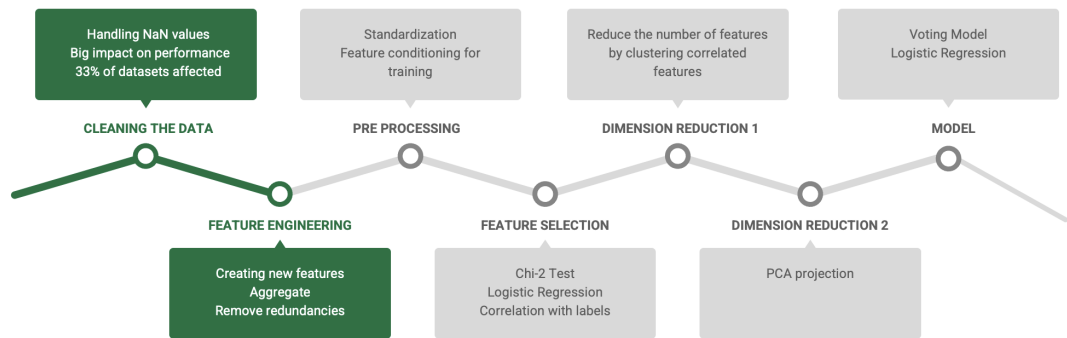 Handling NaN values
Big impact on performance
33% of datasets affected
CLEANING THE DATA
FEATURE ENGINEERING
Creating new features
Aggregate
Remove redundancies
Standardization
Feature conditioning for
training
PRE PROCESSING
FEATURE SELECTION
Chi-2 Test
Logistic Regression
Correlation with labels
Reduce the number of features
by clustering correlated
features
DIMENSION REDUCTION 1
DIMENSION REDUCTION 2
PCA projection
Voting Model
Logistic Regression
MODEL